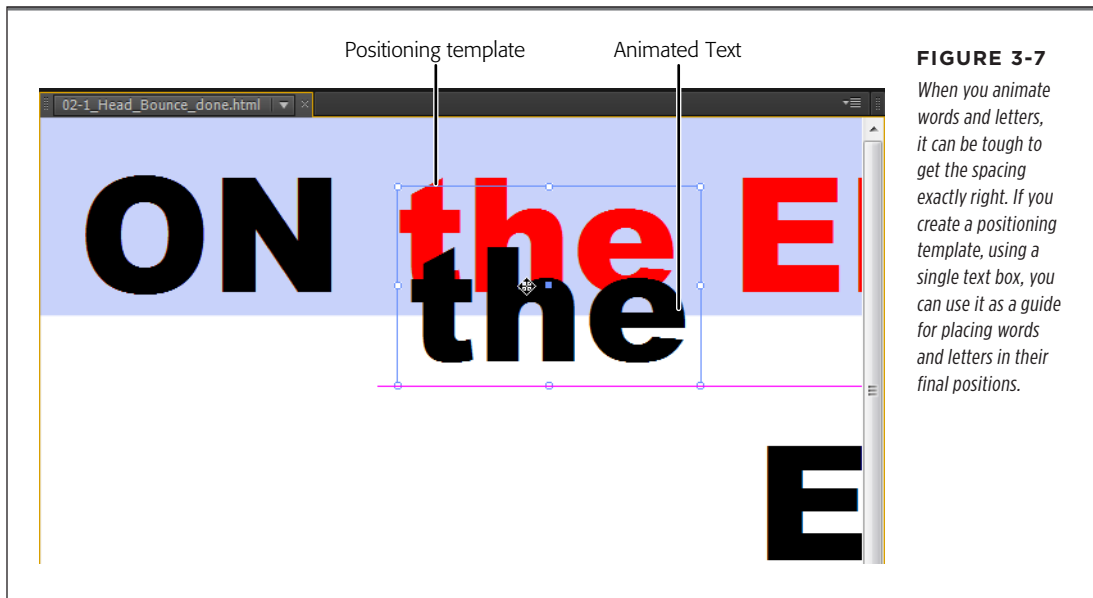 Positioning template
Animated Text
FIGURE 3-7
When you animate
words and letters,
it can be tough to
get the spacing
exactly right. If you
create a positioning
template, using a
single text box, you
can use it as a guide
for placing words
and letters in their
final positions.
02-1_Head_Bounce_done.html
ON the E
the
E